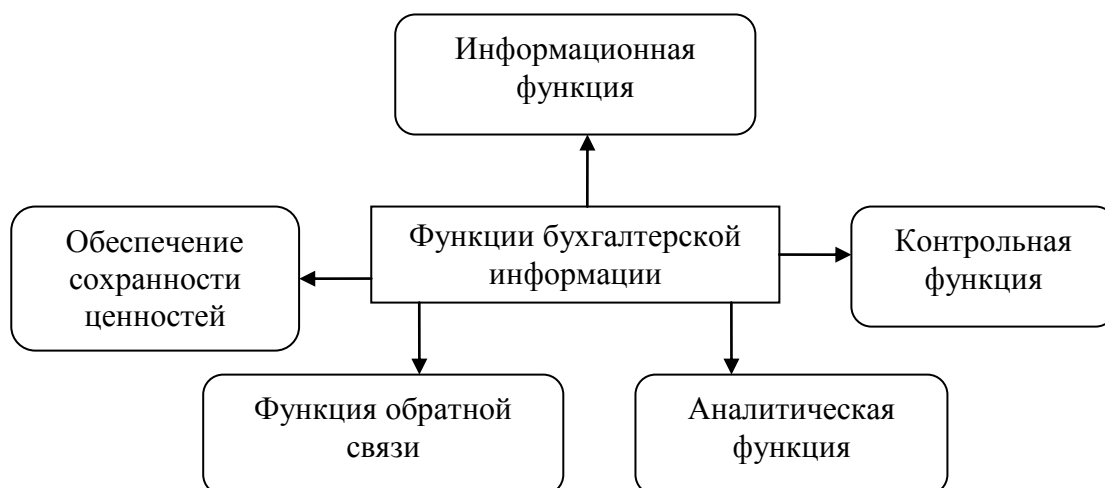 Информационная
функция
Обеспечение
сохранности
ценностей
Функции бухгалтерской
информации
Контрольная
функция
Функция обратной
связи
Аналитическая
функция